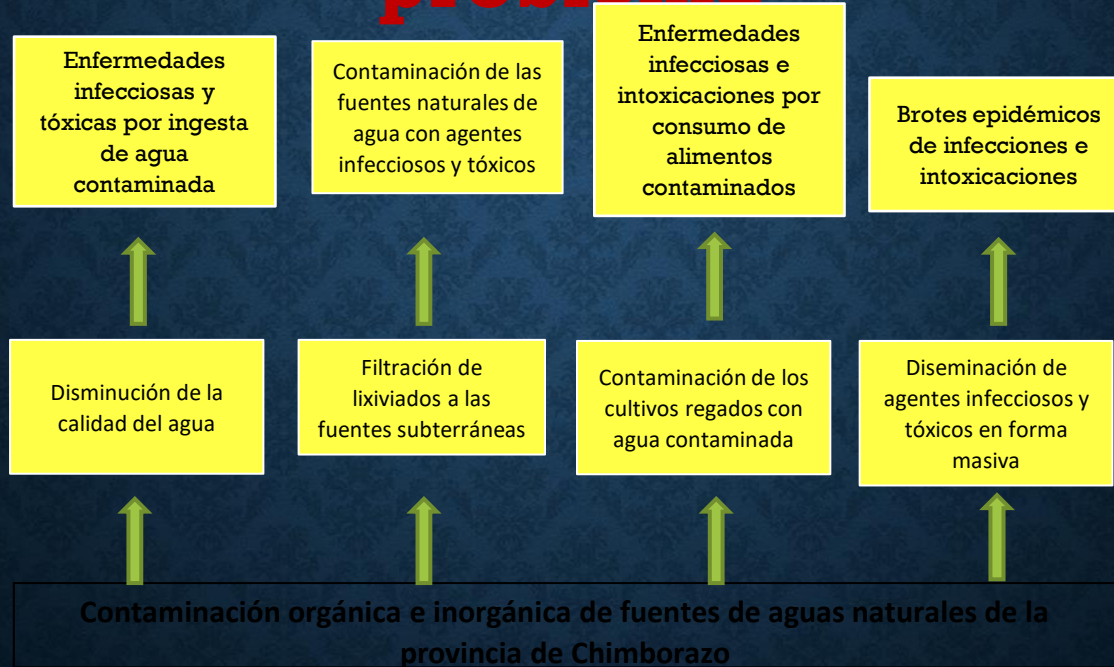 problema
Enfermedades
infecciosas y
tóxicas por ingesta
de agua
contaminada
Contaminación de las
fuentes naturales de
agua con agentes
infecciosos y tóxicos
Enfermedades
infecciosas e
intoxicaciones por
consumo de
alimentos
contaminados
Brotes epidémicos
de infecciones e
intoxicaciones
Disminución de la
calidad del agua
Filtración de
lixiviados a las
fuentes subterráneas
Contaminación de los
cultivos regados con
agua contaminada
Diseminación de
agentes infecciosos y
tóxicos en forma
masiva
Contaminación orgánica e inorgánica de fuentes de aguas naturales de la
provincia de Chimborazo